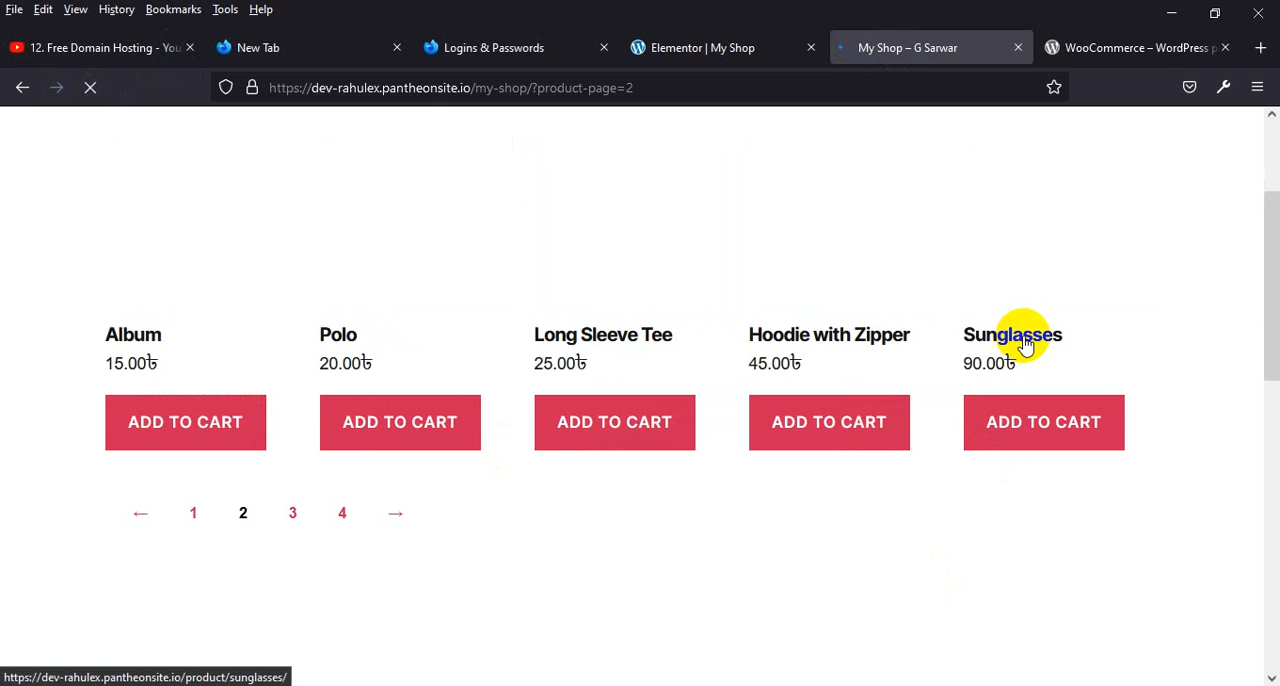 File Edit View History Bookmarks Tools Help
12. Free Domain Hosting - You
New Tab
Logins & Passwords
Elementor | My Shop
My Shop – G Sarwar
WooCommerce – WordPress p
https://dev-rahulex.pantheonsite.io/my-shop/?product-page=2
Album Polo Long Sleeve Tee Hoodie with Zipper Sunglasses
15.00৳ 20.00৳ 25.00৳ 45.00৳ 90.00৳
ADD TO CART ADD TO CART ADD TO CART ADD TO CART ADD TO CART
← 1 2 3 4 →
https://dev-rahulex.pantheonsite.io/product/sunglasses/